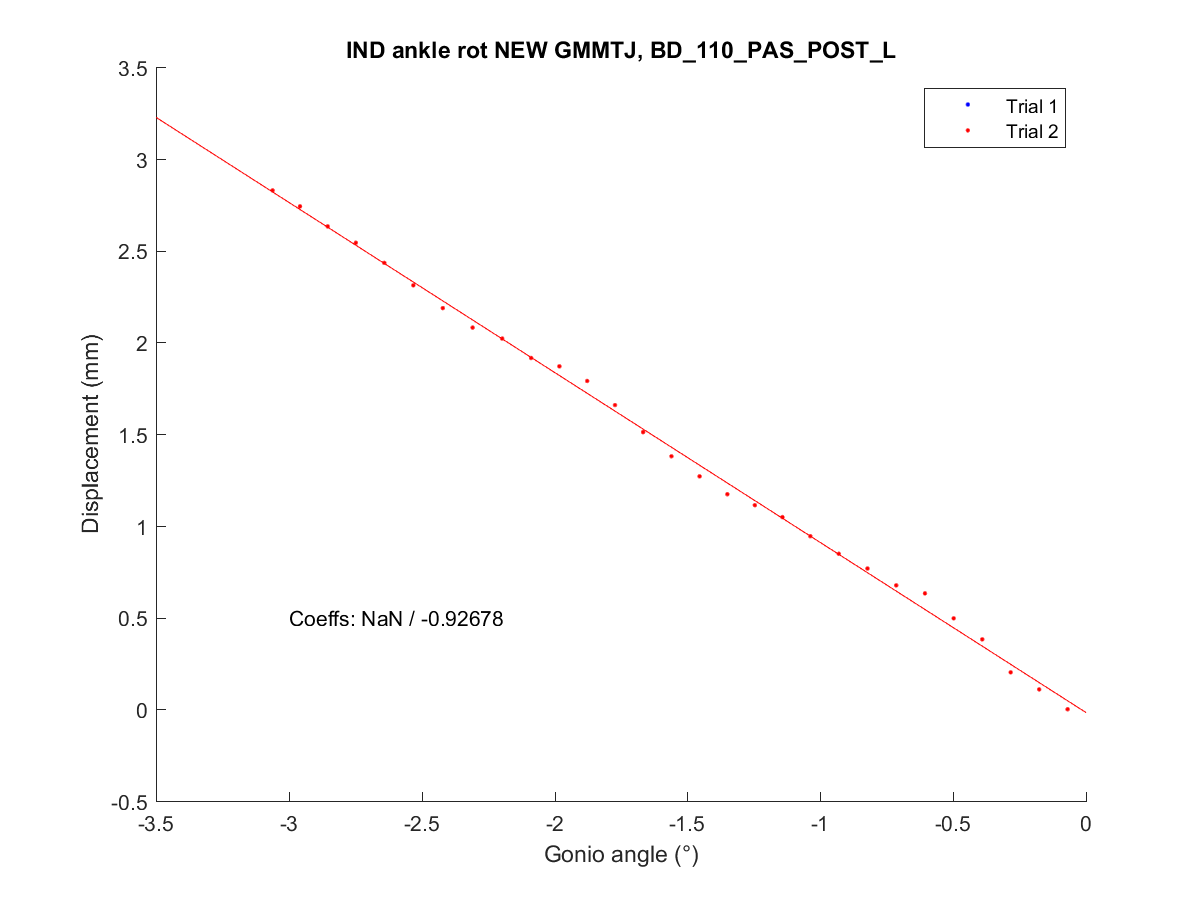 IND ankle rot NEW GMMTJ, BD_110_PAS_POST_L
Trial 1
Trial 2
3.5
3
2.5
2
1.5
1
0.5
0
-0.5
Displacement (mm)
Coeffs: NaN / -0.92678
-3.5 -3 -2.5 -2 -1.5 -1 -0.5 0
Gonio angle (°)